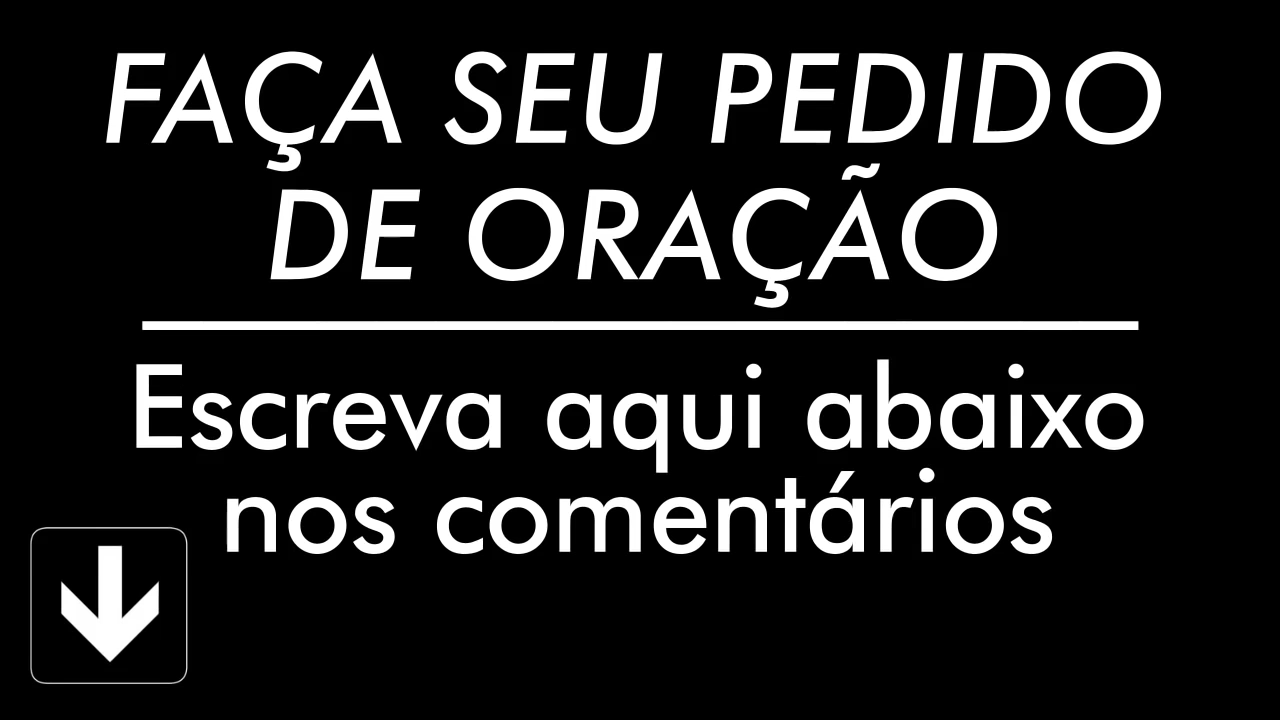 FAÇA SEU PEDIDO
DE ORAÇÃO
Escreva aqui abaixo
nos comentários